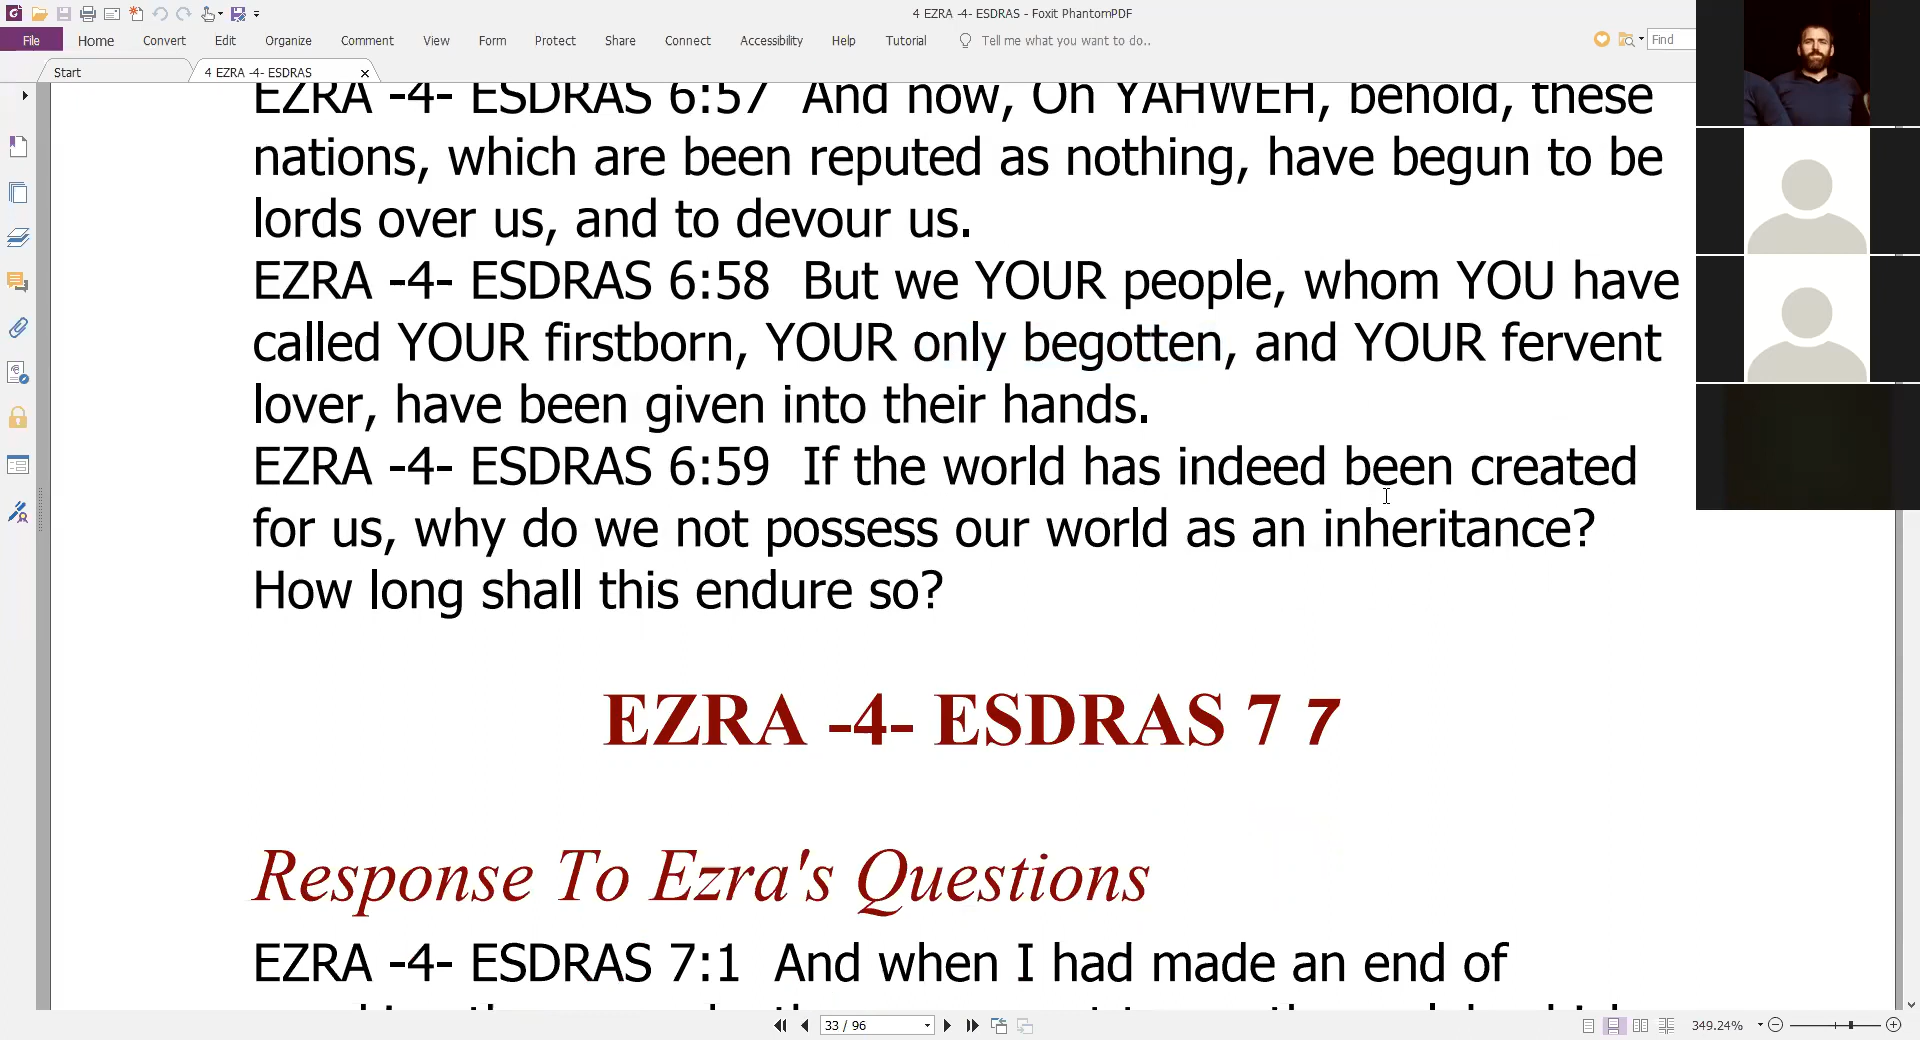 4 EZRA -4- ESDRAS - Foxit PhantomPDF
File Home Convert Edit Organize Comment View Form Protect Share Connect Accessibility Help Tutorial Tell me what you want to do.. Find
Start 4 EZRA -4- ESDRAS
EZRA -4- ESDRAS 6:57 And now, Oh YAHWEH, behold, these
nations, which are been reputed as nothing, have begun to be
lords over us, and to devour us.
EZRA -4- ESDRAS 6:58 But we YOUR people, whom YOU have
called YOUR firstborn, YOUR only begotten, and YOUR fervent
lover, have been given into their hands.
EZRA -4- ESDRAS 6:59 If the world has indeed been created
for us, why do we not possess our world as an inheritance?
How long shall this endure so?
EZRA -4- ESDRAS 7 7
Response To Ezra's Questions
EZRA -4- ESDRAS 7:1 And when I had made an end of
33 / 96
349.24%